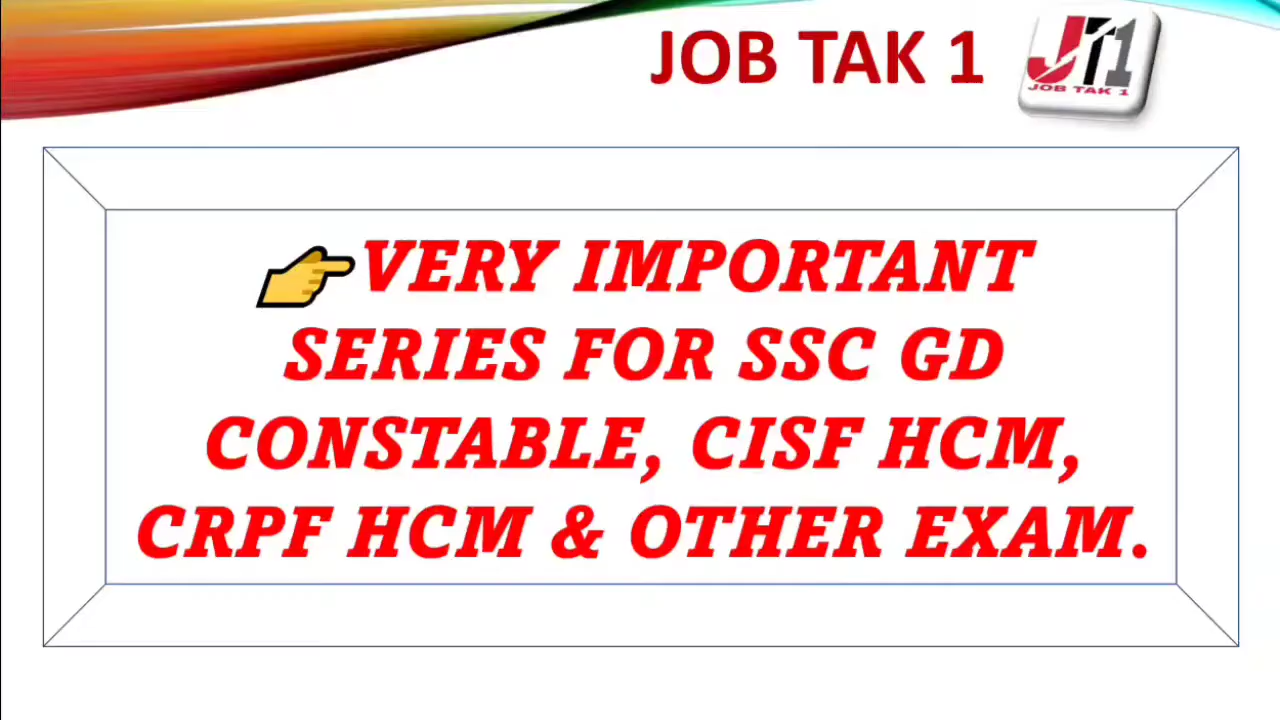 JOB TAK 1
JT1
JOB TAK 1
👉VERY IMPORTANT
SERIES FOR SSC GD
CONSTABLE, CISF HCM,
CRPF HCM & OTHER EXAM.